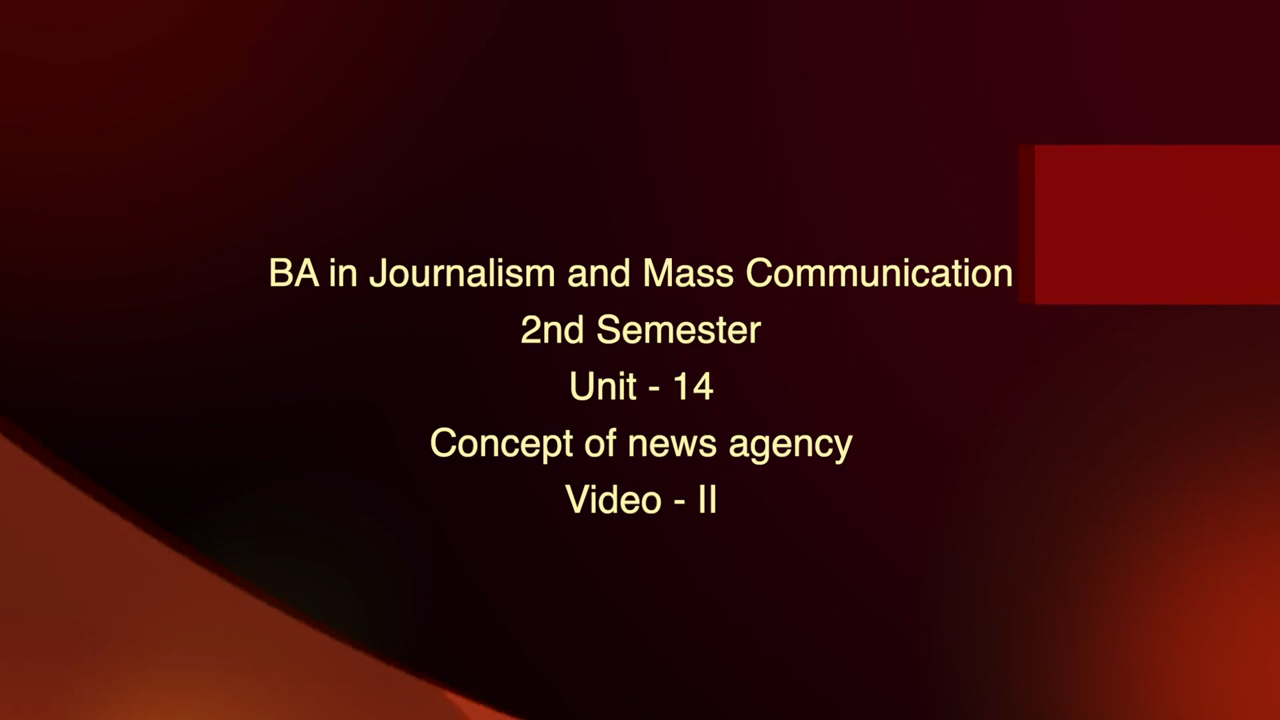 BA in Journalism and Mass Communication
2nd Semester
Unit - 14
Concept of news agency
Video - II